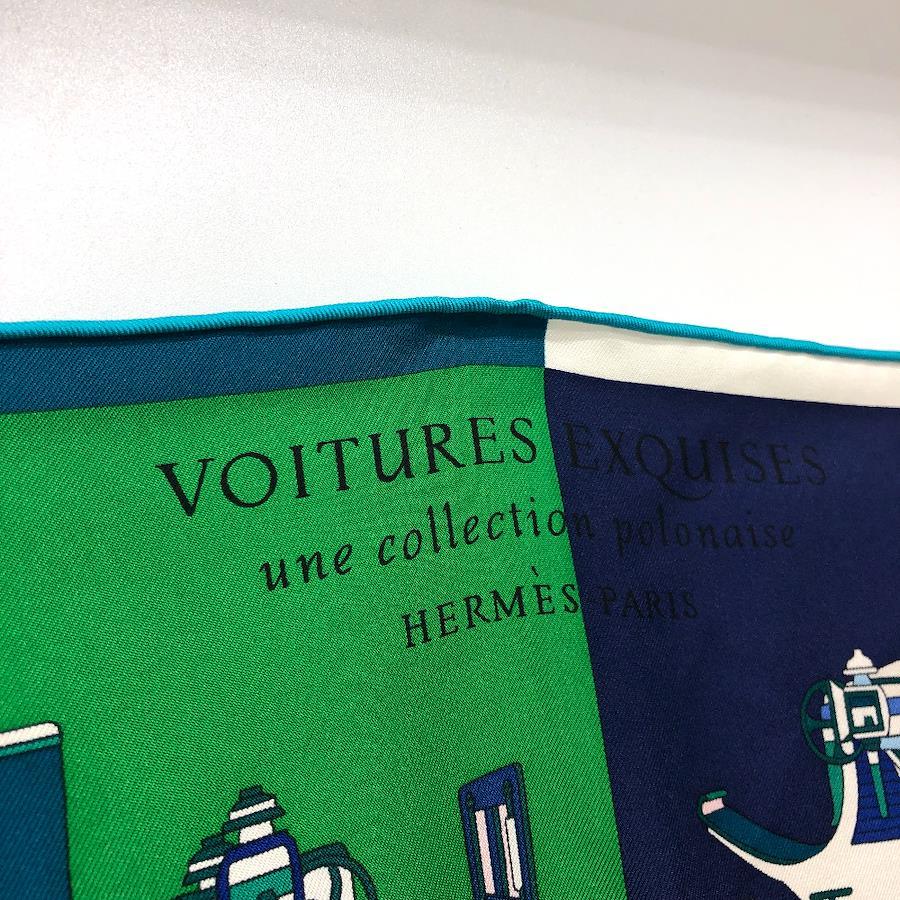 VOITURES EXQUISES
une collection polonaise
HERMÈS-PARIS